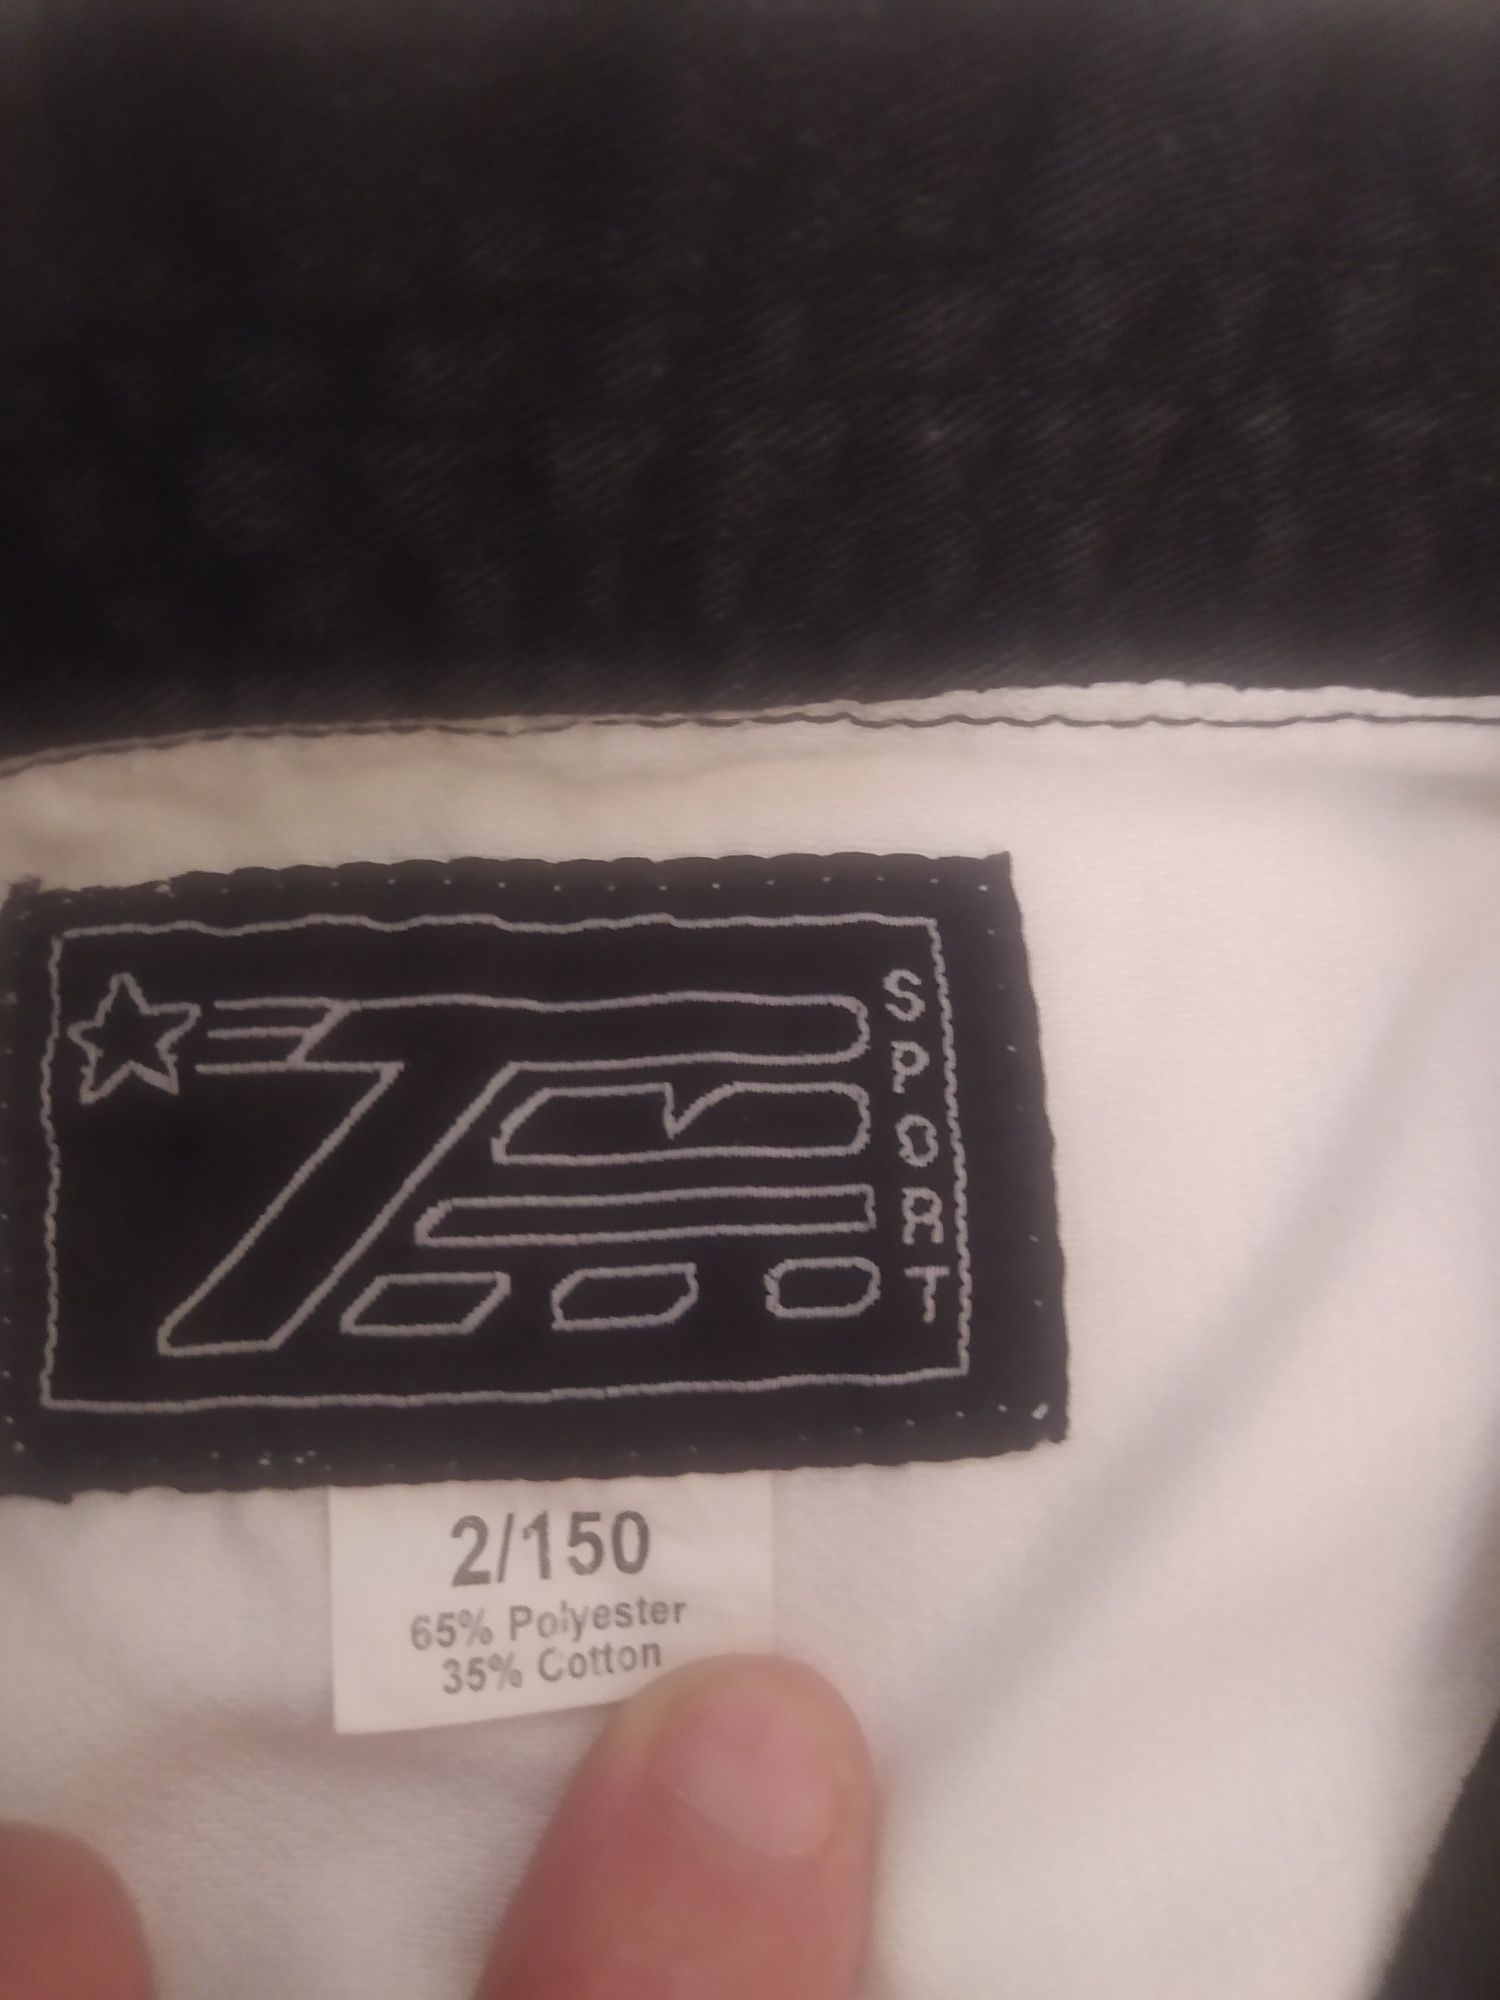 SPORT
2/150
65% Polyester
35% Cotton